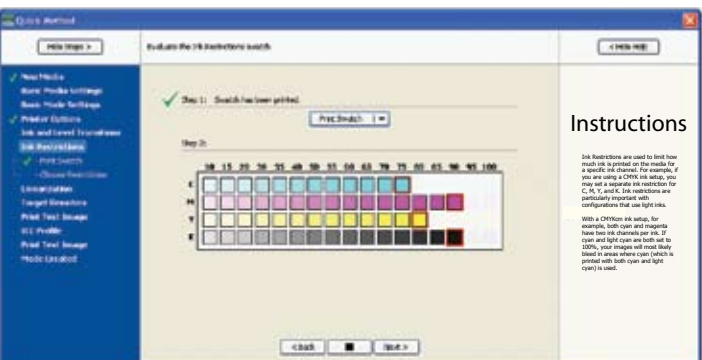 Quick Method
Hide Steps >
Evaluate the Ink Restrictions swatch
< Hide Help
New Media
Basic Media Settings
Basic Mode Settings
Printer Options
Ink and Level Transitions
Ink Restrictions
- Print Swatch
- Choose Restrictions
Linearization
Target Densities
Print Test Image
ICC Profile
Print Test Image
Mode Created
Step 1: Swatch has been printed.
Print Swatch
Step 2:
10 15 20 30 35 40 50 55 60 65 70 75 80 85 90 95 100
C
M
Y
K
< Back
Next >
Instructions
Ink Restrictions are used to limit how
much ink is printed on the media for
a specific ink channel. For example, if
you are using a CMYK ink setup, you
may set a separate ink restriction for
C, M, Y, and K. Ink restrictions are
particularly important with
configurations that use light inks.
With a CMYKcm ink setup, for
example, both cyan and magenta
have two ink channels per ink. If
cyan and light cyan are both set to
100%, your images will most likely
bleed in areas where cyan (which is
printed with both cyan and light
cyan) is used.